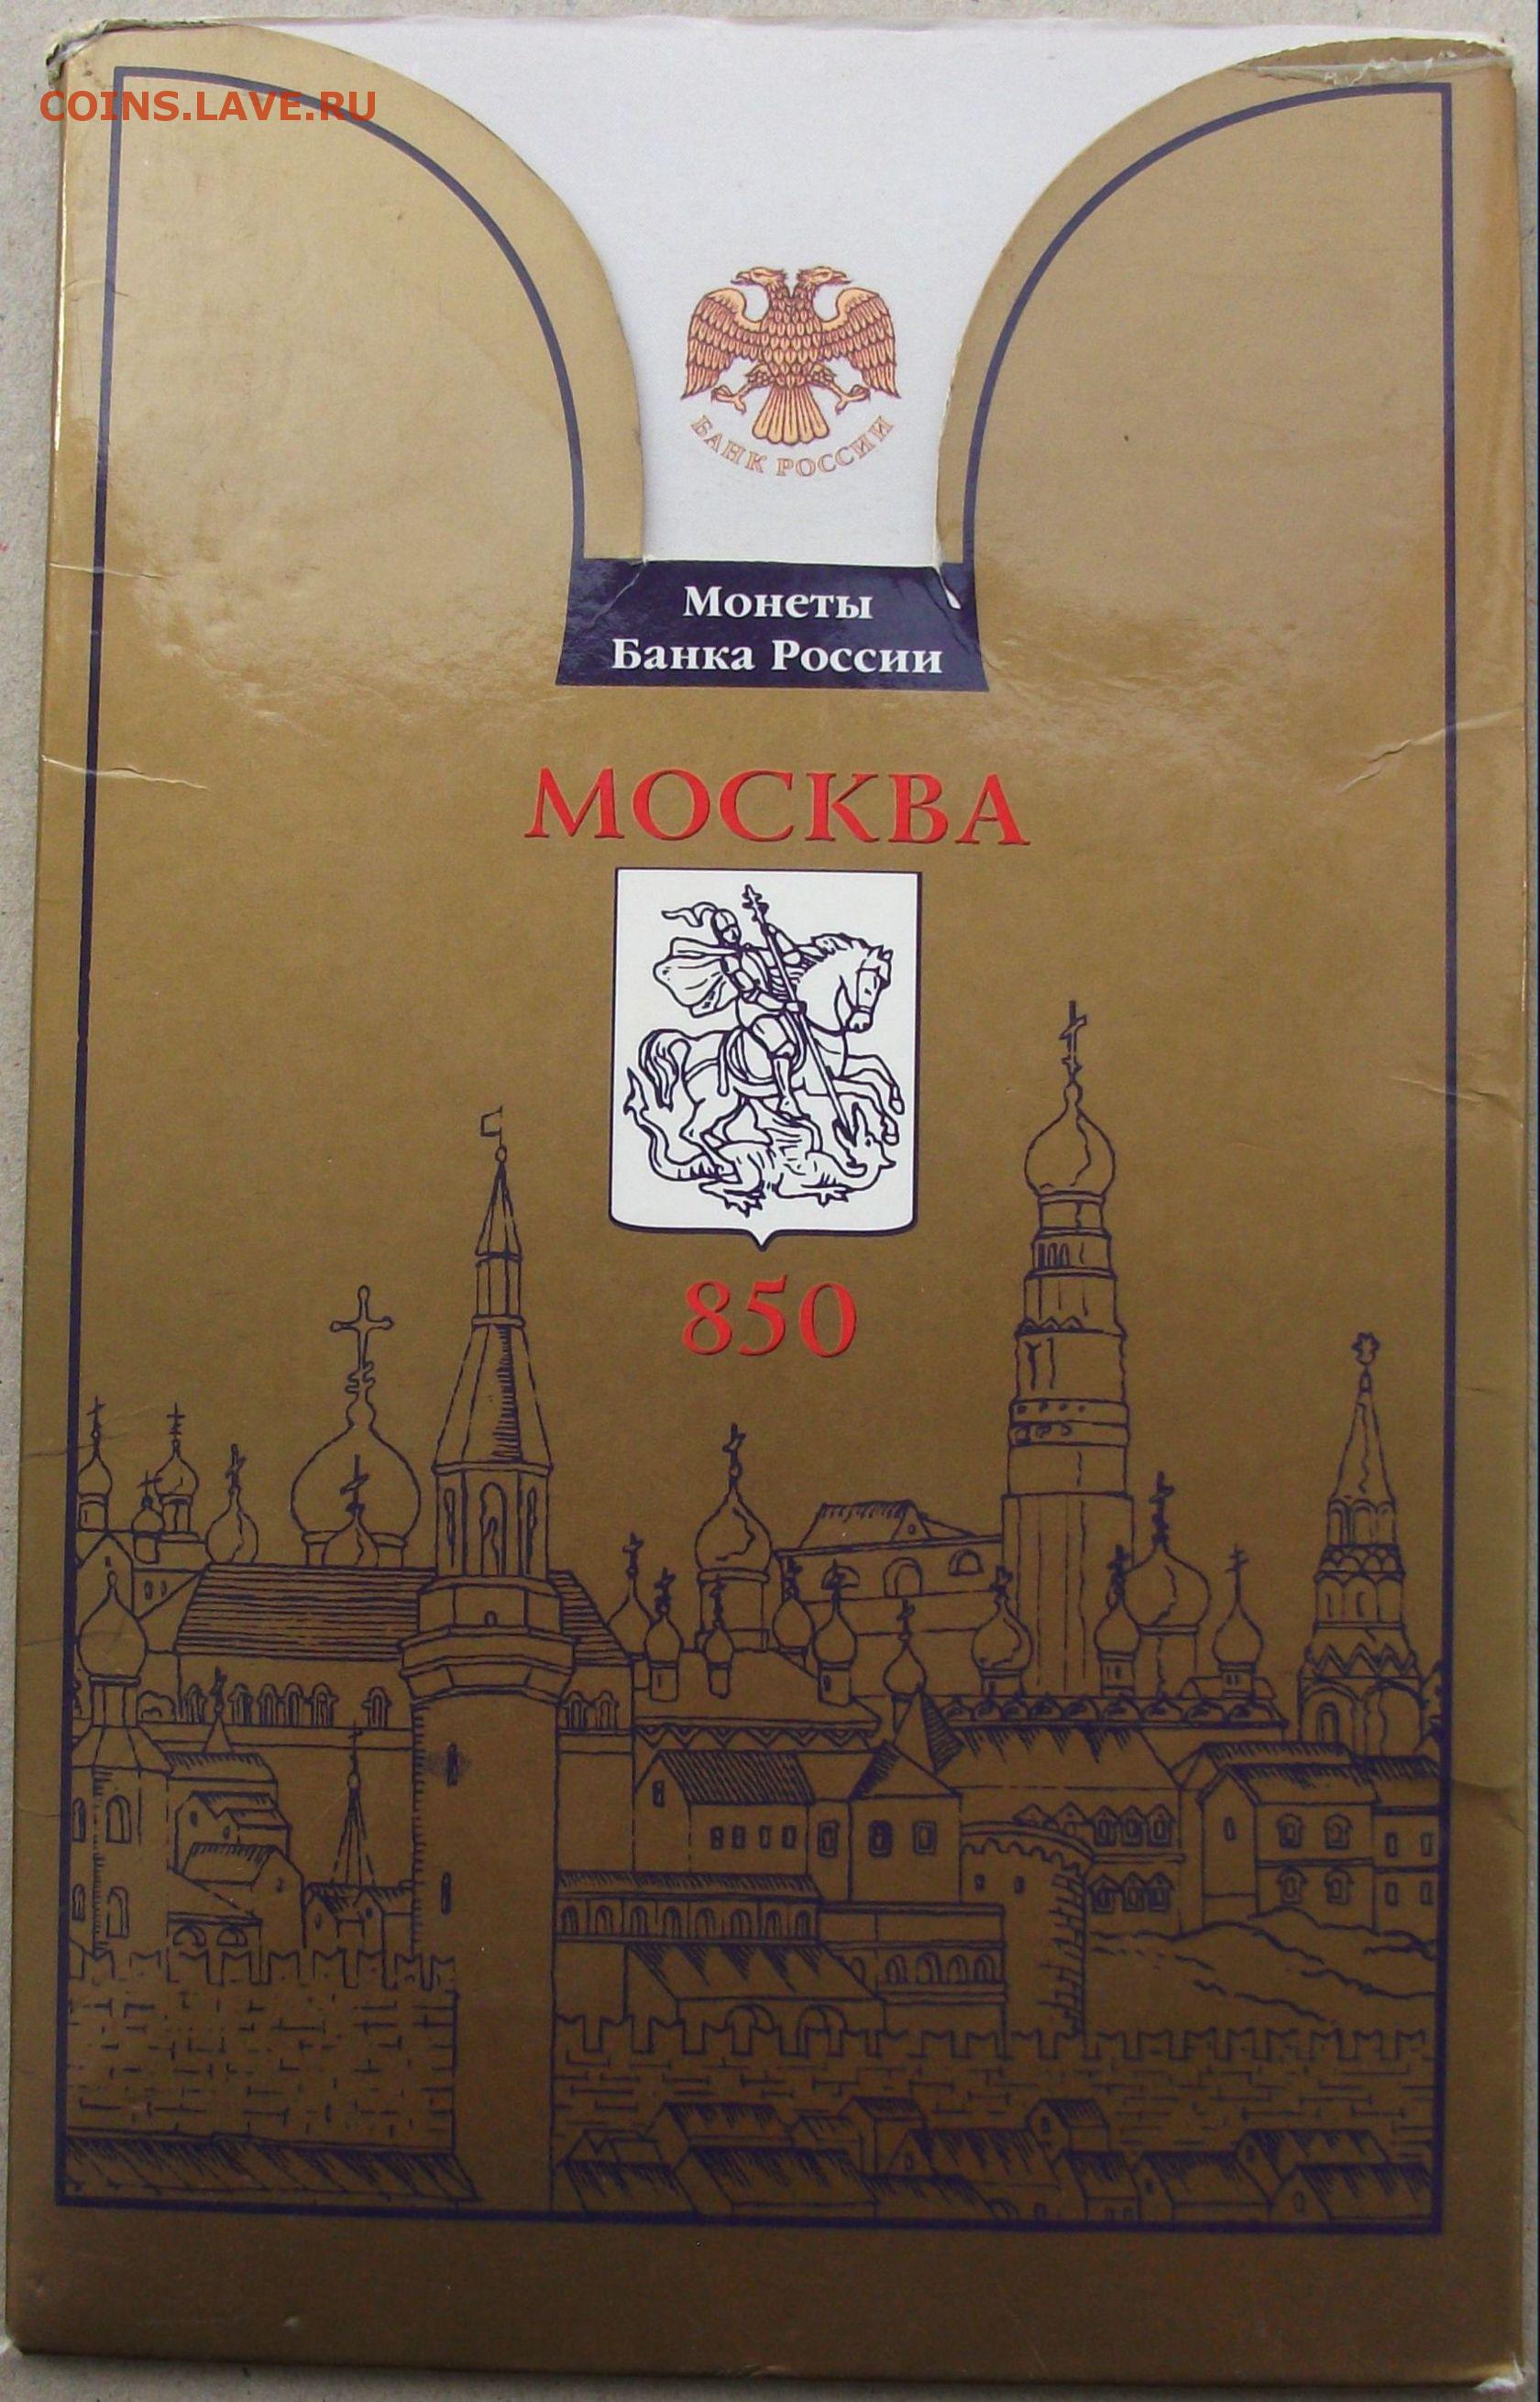 COINS.LAVE.RU
БАНК РОССИИ
Монеты
Банка России
МОСКВА
850